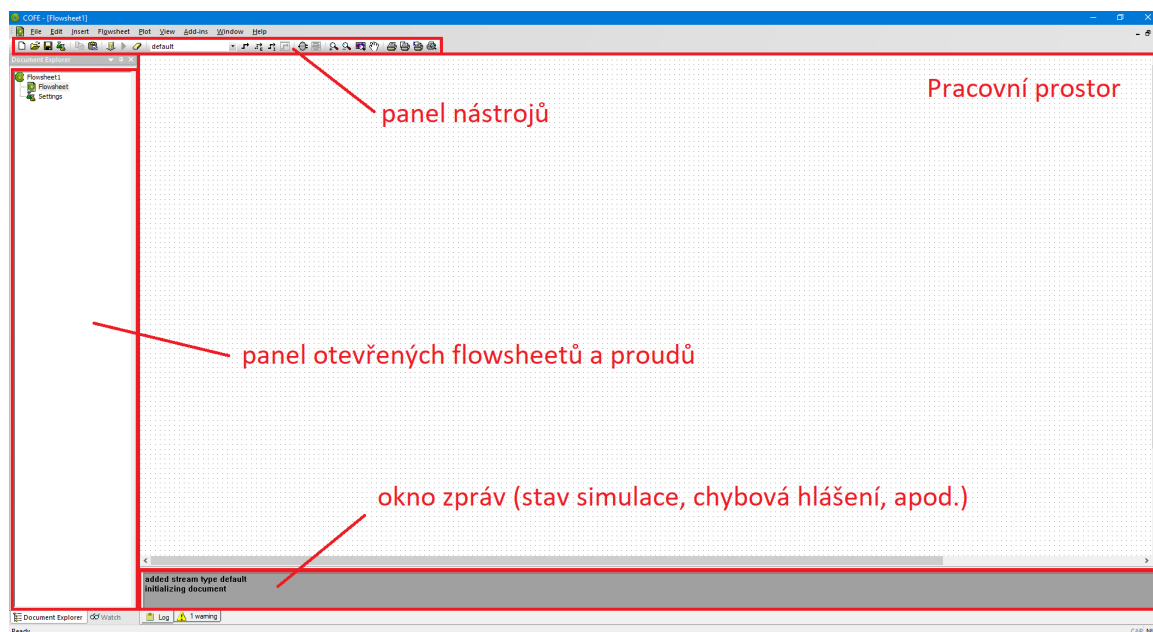 COFE - [Flowsheet1]
File Edit Insert Flowsheet Plot View Add-ins Window Help
default
Document Explorer
Flowsheet1
Flowsheet
Settings
Pracovní prostor
panel nástrojů
panel otevřených flowsheetů a proudů
okno zpráv (stav simulace, chybová hlášení, apod.)
added stream type default
initializing document
Document Explorer Watch Log 1 warning
Ready